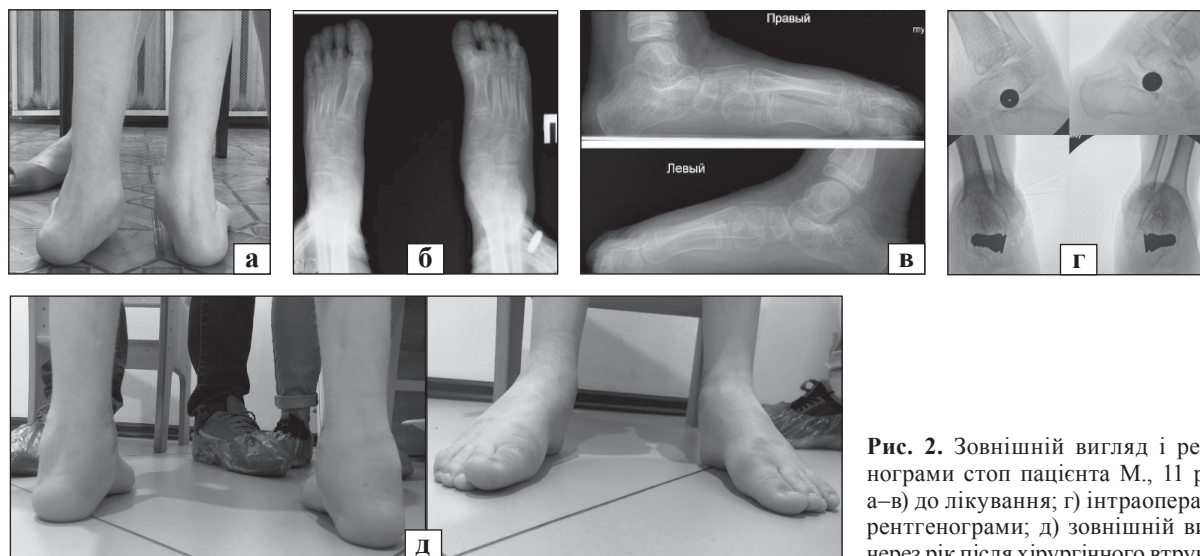 а
б
Правый
my
Левый
в
г
д
Рис. 2. Зовнішній вигляд і ре
нограми стоп пацієнта М., 11 р
а–в) до лікування; г) інтраопера
рентгенограми; д) зовнішній ви
через рік після хірургічного втру